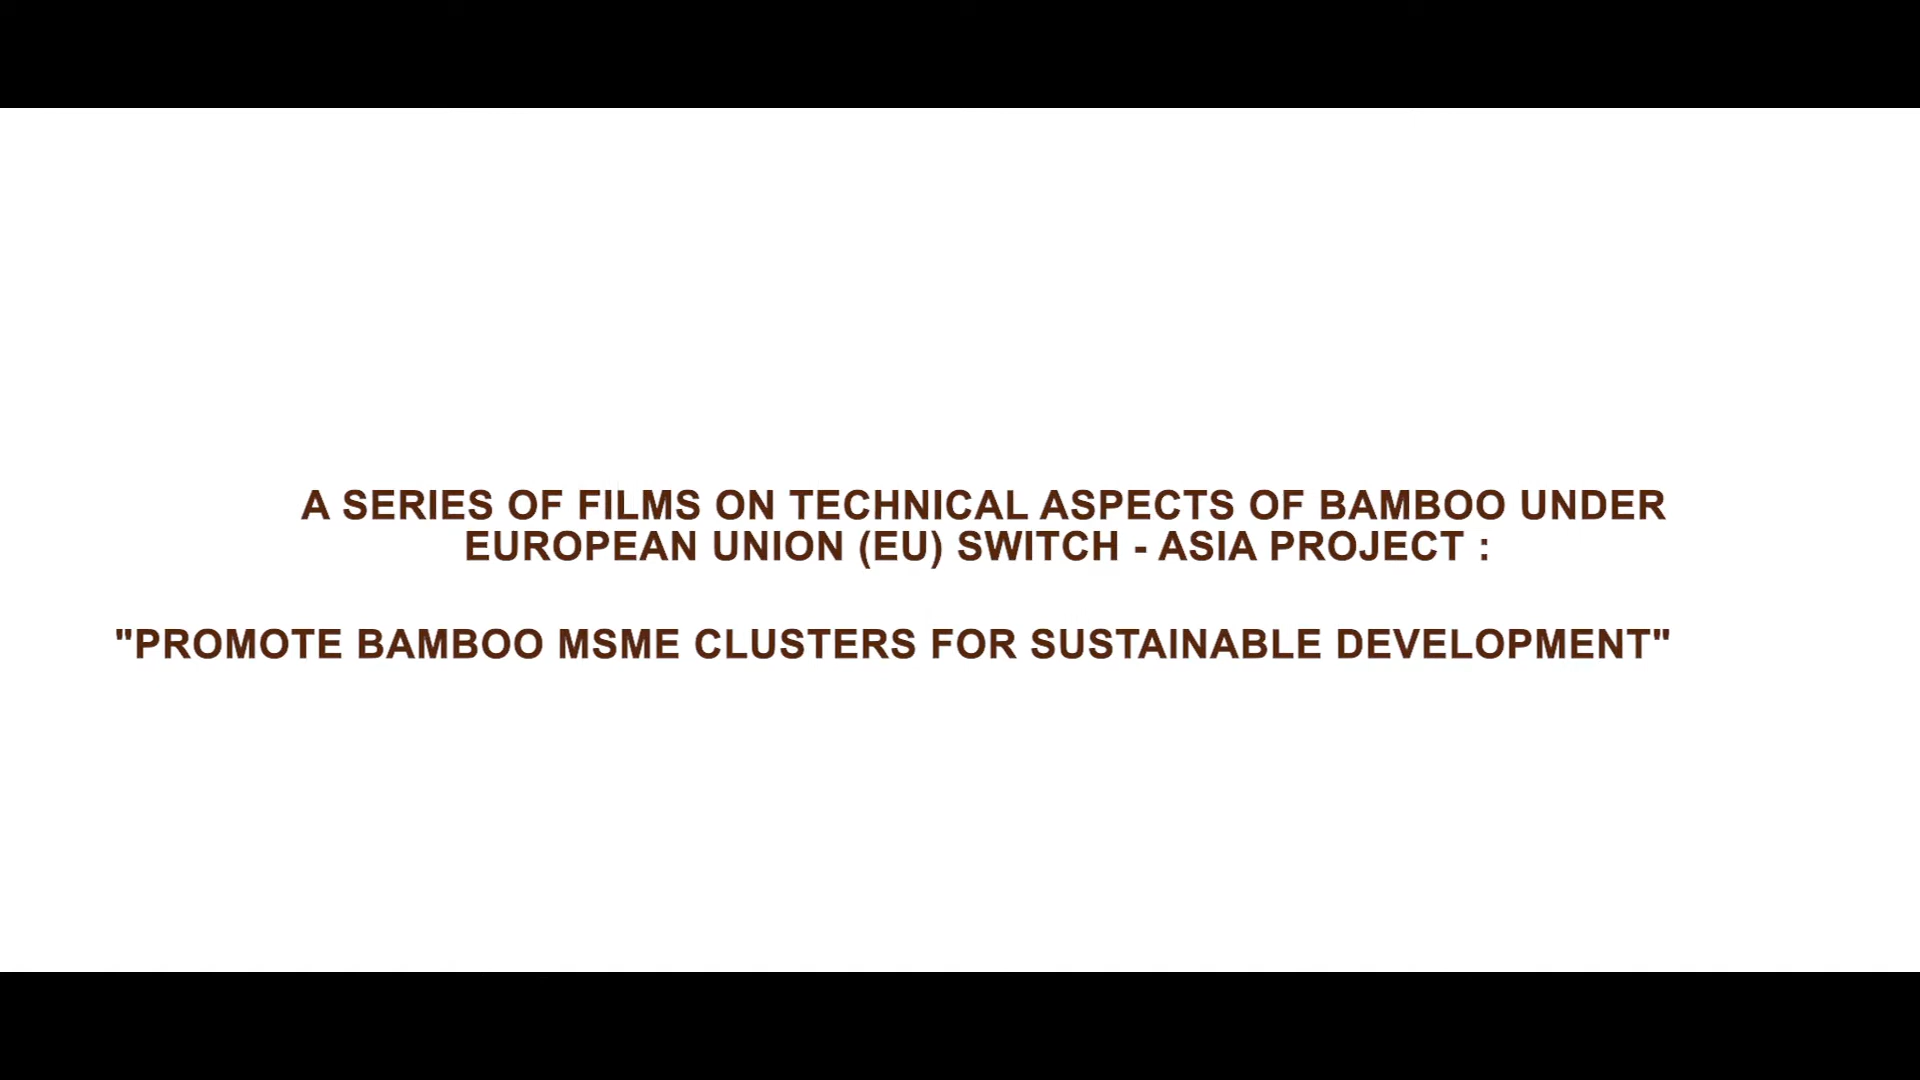 A SERIES OF FILMS ON TECHNICAL ASPECTS OF BAMBOO UNDER
EUROPEAN UNION (EU) SWITCH - ASIA PROJECT :
"PROMOTE BAMBOO MSME CLUSTERS FOR SUSTAINABLE DEVELOPMENT"